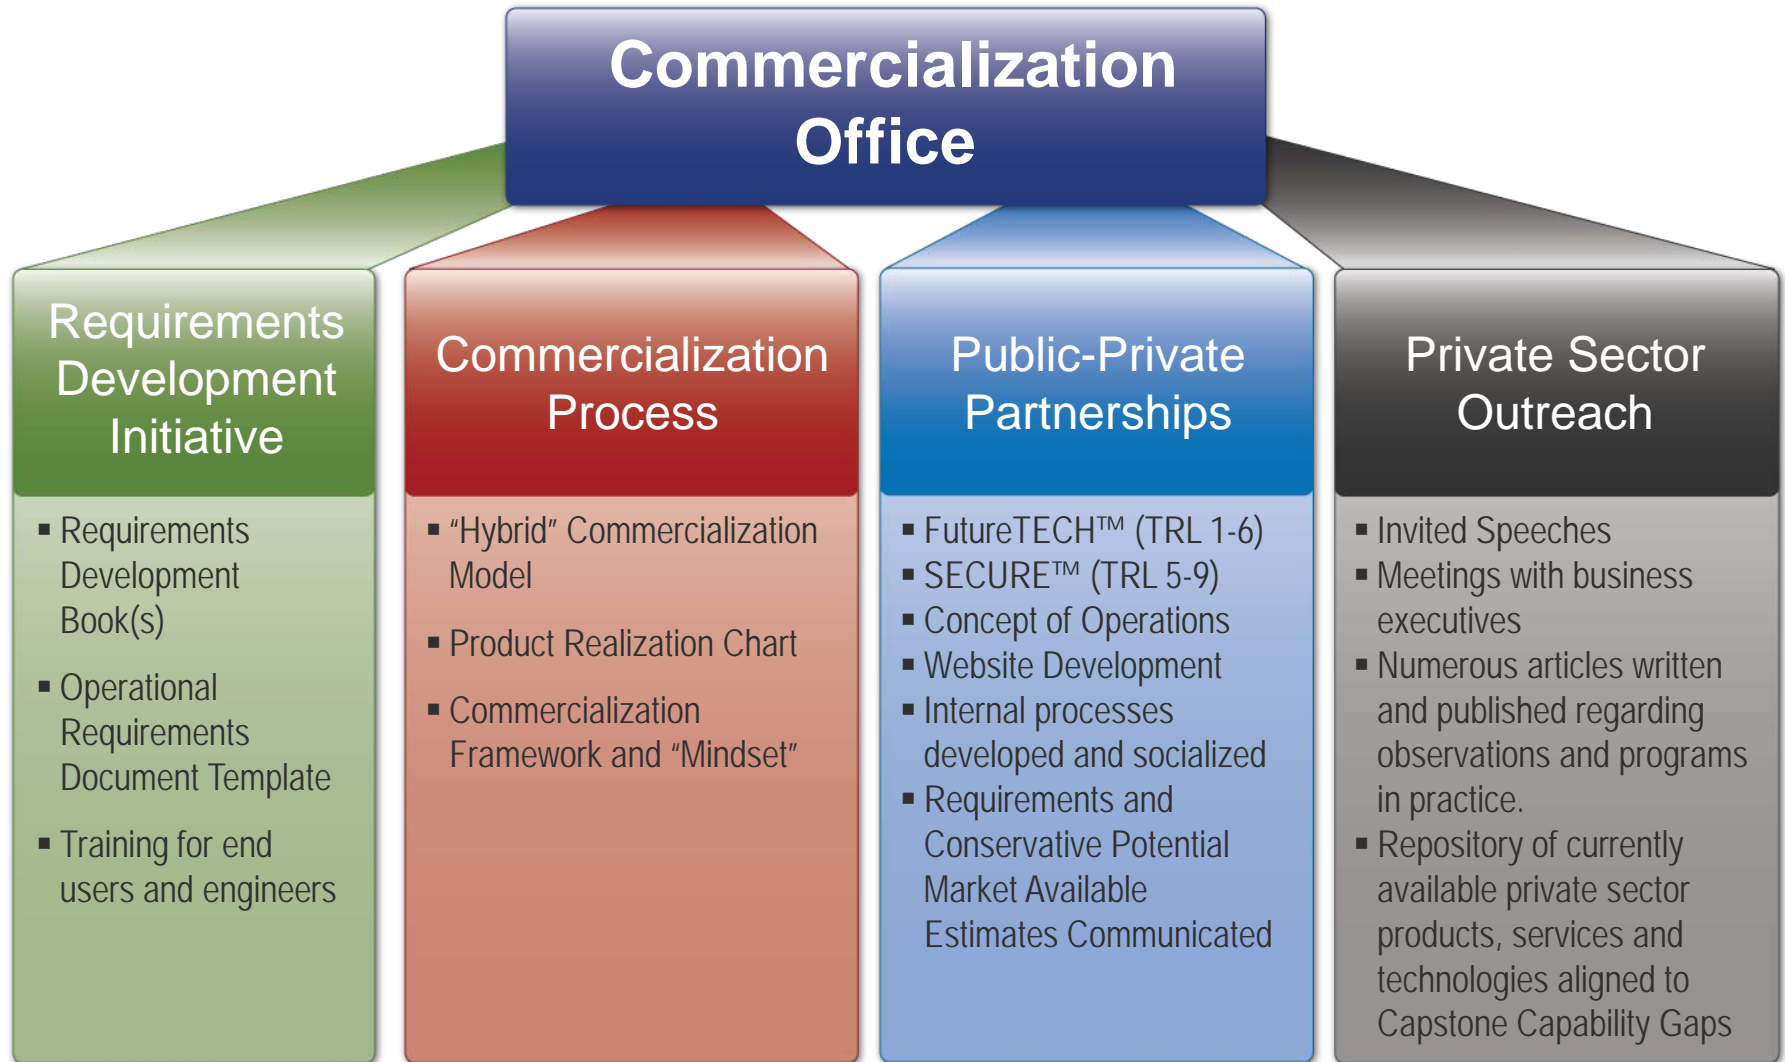 Commercialization
Office
Requirements
Development
Initiative
▪ Requirements
Development
Book(s)
▪ Operational
Requirements
Document Template
▪ Training for end
users and engineers
Commercialization
Process
▪ “Hybrid” Commercialization
Model
▪ Product Realization Chart
▪ Commercialization
Framework and “Mindset”
Public-Private
Partnerships
▪ FutureTECH™ (TRL 1-6)
▪ SECURE™ (TRL 5-9)
▪ Concept of Operations
▪ Website Development
▪ Internal processes
developed and socialized
▪ Requirements and
Conservative Potential
Market Available
Estimates Communicated
Private Sector
Outreach
▪ Invited Speeches
▪ Meetings with business
executives
▪ Numerous articles written
and published regarding
observations and programs
in practice.
▪ Repository of currently
available private sector
products, services and
technologies aligned to
Capstone Capability Gaps